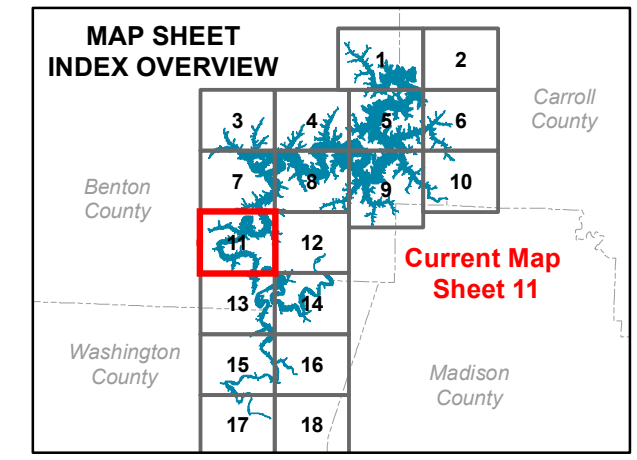 MAP SHEET
INDEX OVERVIEW
1
2
3
4
5
6
Carroll
County
7
8
9
10
Benton
County
11
12
Current Map
Sheet 11
13
14
Washington
County
15
16
Madison
County
17
18